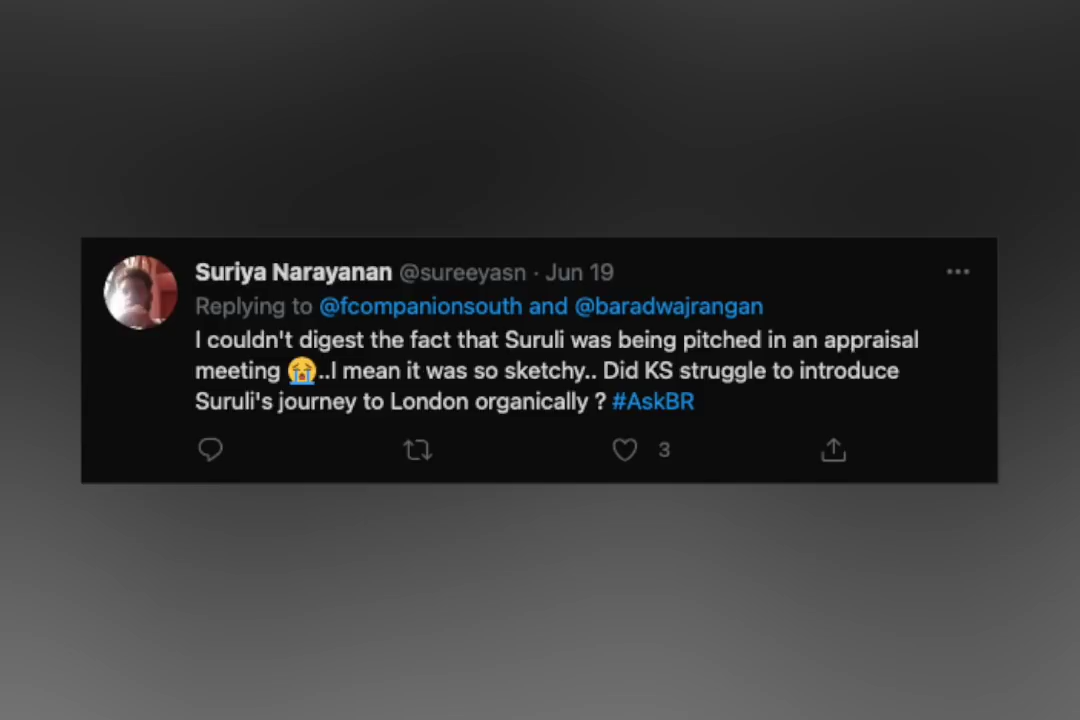 Suriya Narayanan @sureeyasn · Jun 19
Replying to @fcompanionsouth and @baradwajrangan
I couldn't digest the fact that Suruli was being pitched in an appraisal
meeting 😭..I mean it was so sketchy.. Did KS struggle to introduce
Suruli's journey to London organically ? #AskBR
3